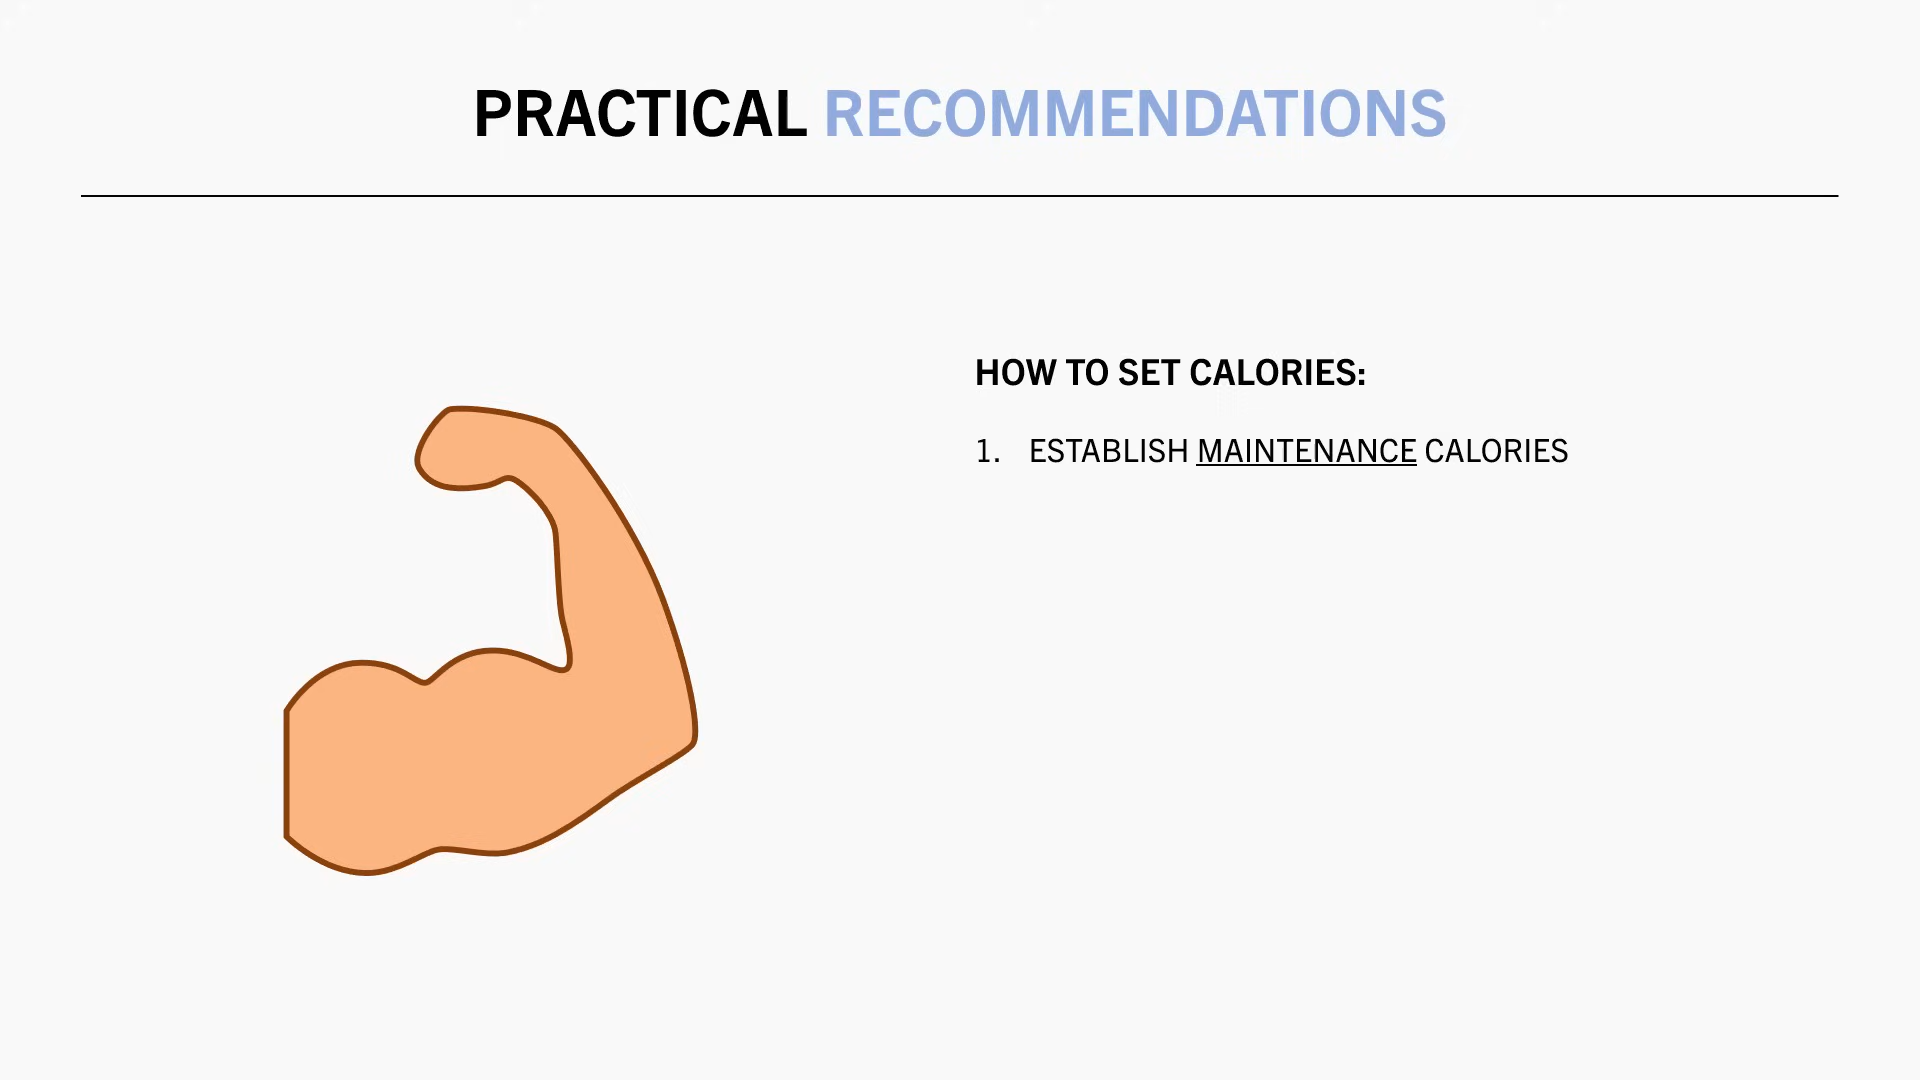 PRACTICAL RECOMMENDATIONS
HOW TO SET CALORIES:
1. ESTABLISH MAINTENANCE CALORIES